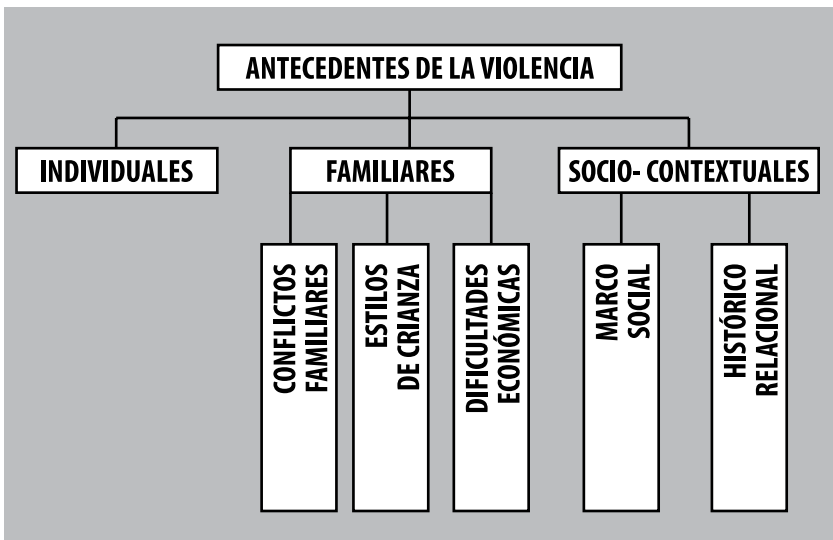 ANTECEDENTES DE LA VIOLENCIA
INDIVIDUALES
FAMILIARES
SOCIO- CONTEXTUALES
CONFLICTOS
FAMILIARES
ESTILOS
DE CRIANZA
DIFICULTADES
ECONÓMICAS
MARCO
SOCIAL
HISTÓRICO
RELACIONAL